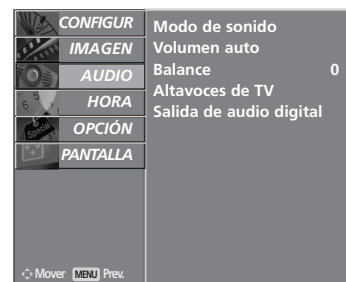 CONFIGUR
IMAGEN
AUDIO
HORA
OPCIÓN
PANTALLA
Modo de sonido
Volumen auto
Balance 0
Altavoces de TV
Salida de audio digital
Mover MENU Prev.